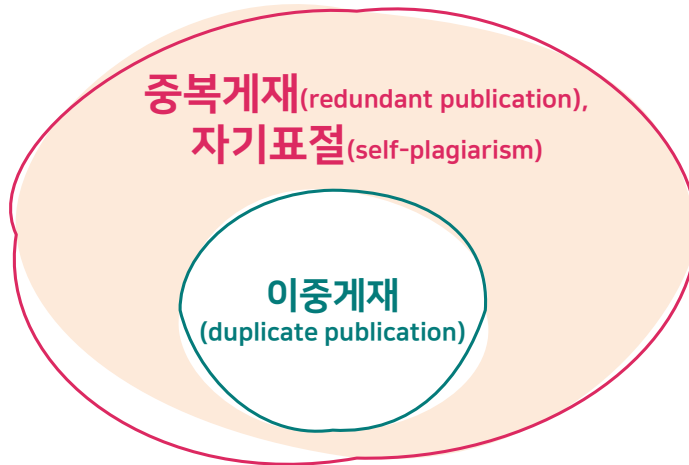 중복게재(redundant publication),
자기표절(self-plagiarism)
이중게재
(duplicate publication)